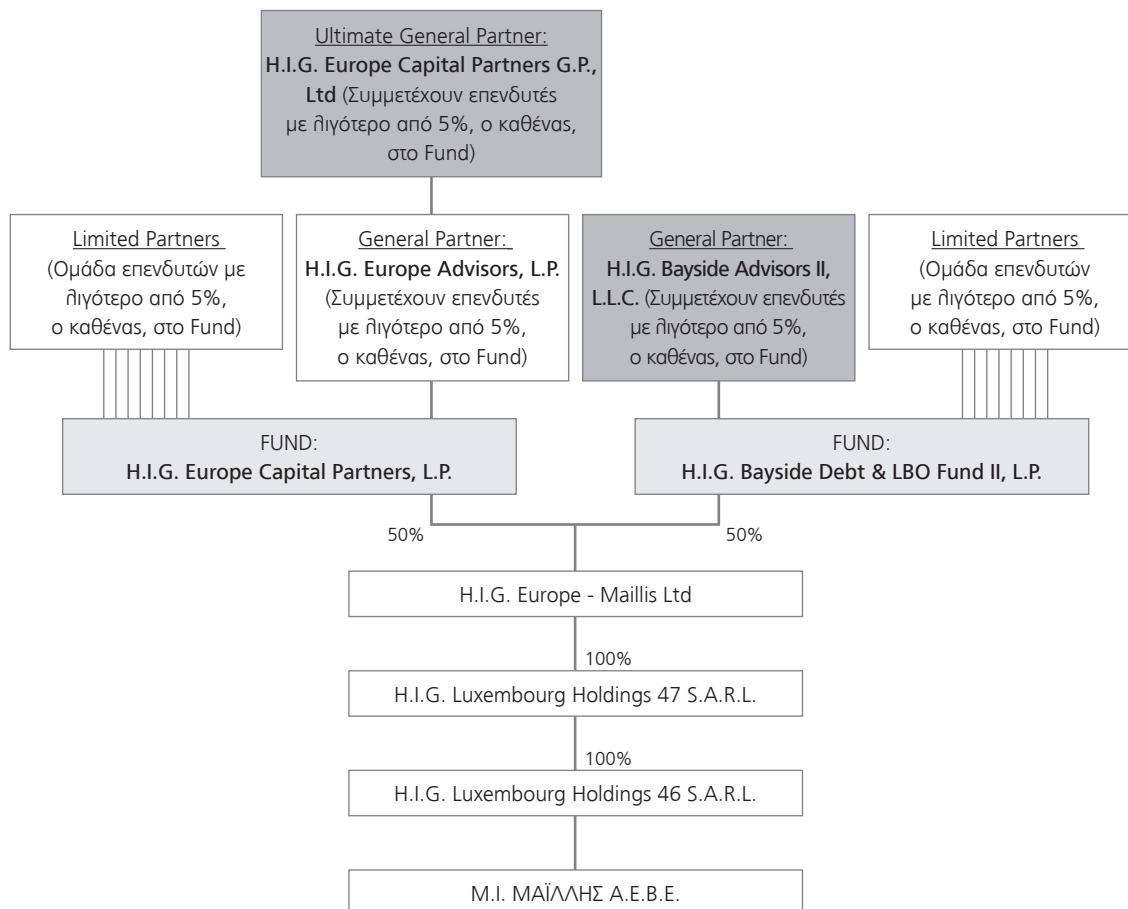 Ultimate General Partner:
H.I.G. Europe Capital Partners G.P.,
Ltd (Συμμετέχουν επενδυτές
με λιγότερο από 5%, ο καθένας,
στο Fund)
Limited Partners
(Ομάδα επενδυτών με
λιγότερο από 5%,
ο καθένας, στο Fund)
General Partner:
H.I.G. Europe Advisors, L.P.
(Συμμετέχουν επενδυτές
με λιγότερο από 5%,
ο καθένας, στο Fund)
General Partner:
H.I.G. Bayside Advisors II,
L.L.C. (Συμμετέχουν επενδυτές
με λιγότερο από 5%,
ο καθένας, στο Fund)
Limited Partners
(Ομάδα επενδυτών
με λιγότερο από 5%,
ο καθένας, στο Fund)
FUND:
H.I.G. Europe Capital Partners, L.P.
FUND:
H.I.G. Bayside Debt & LBO Fund II, L.P.
50%
50%
H.I.G. Europe - Maillis Ltd
100%
H.I.G. Luxembourg Holdings 47 S.A.R.L.
100%
H.I.G. Luxembourg Holdings 46 S.A.R.L.
Μ.Ι. ΜΑΪΛΛΗΣ Α.Ε.Β.Ε.